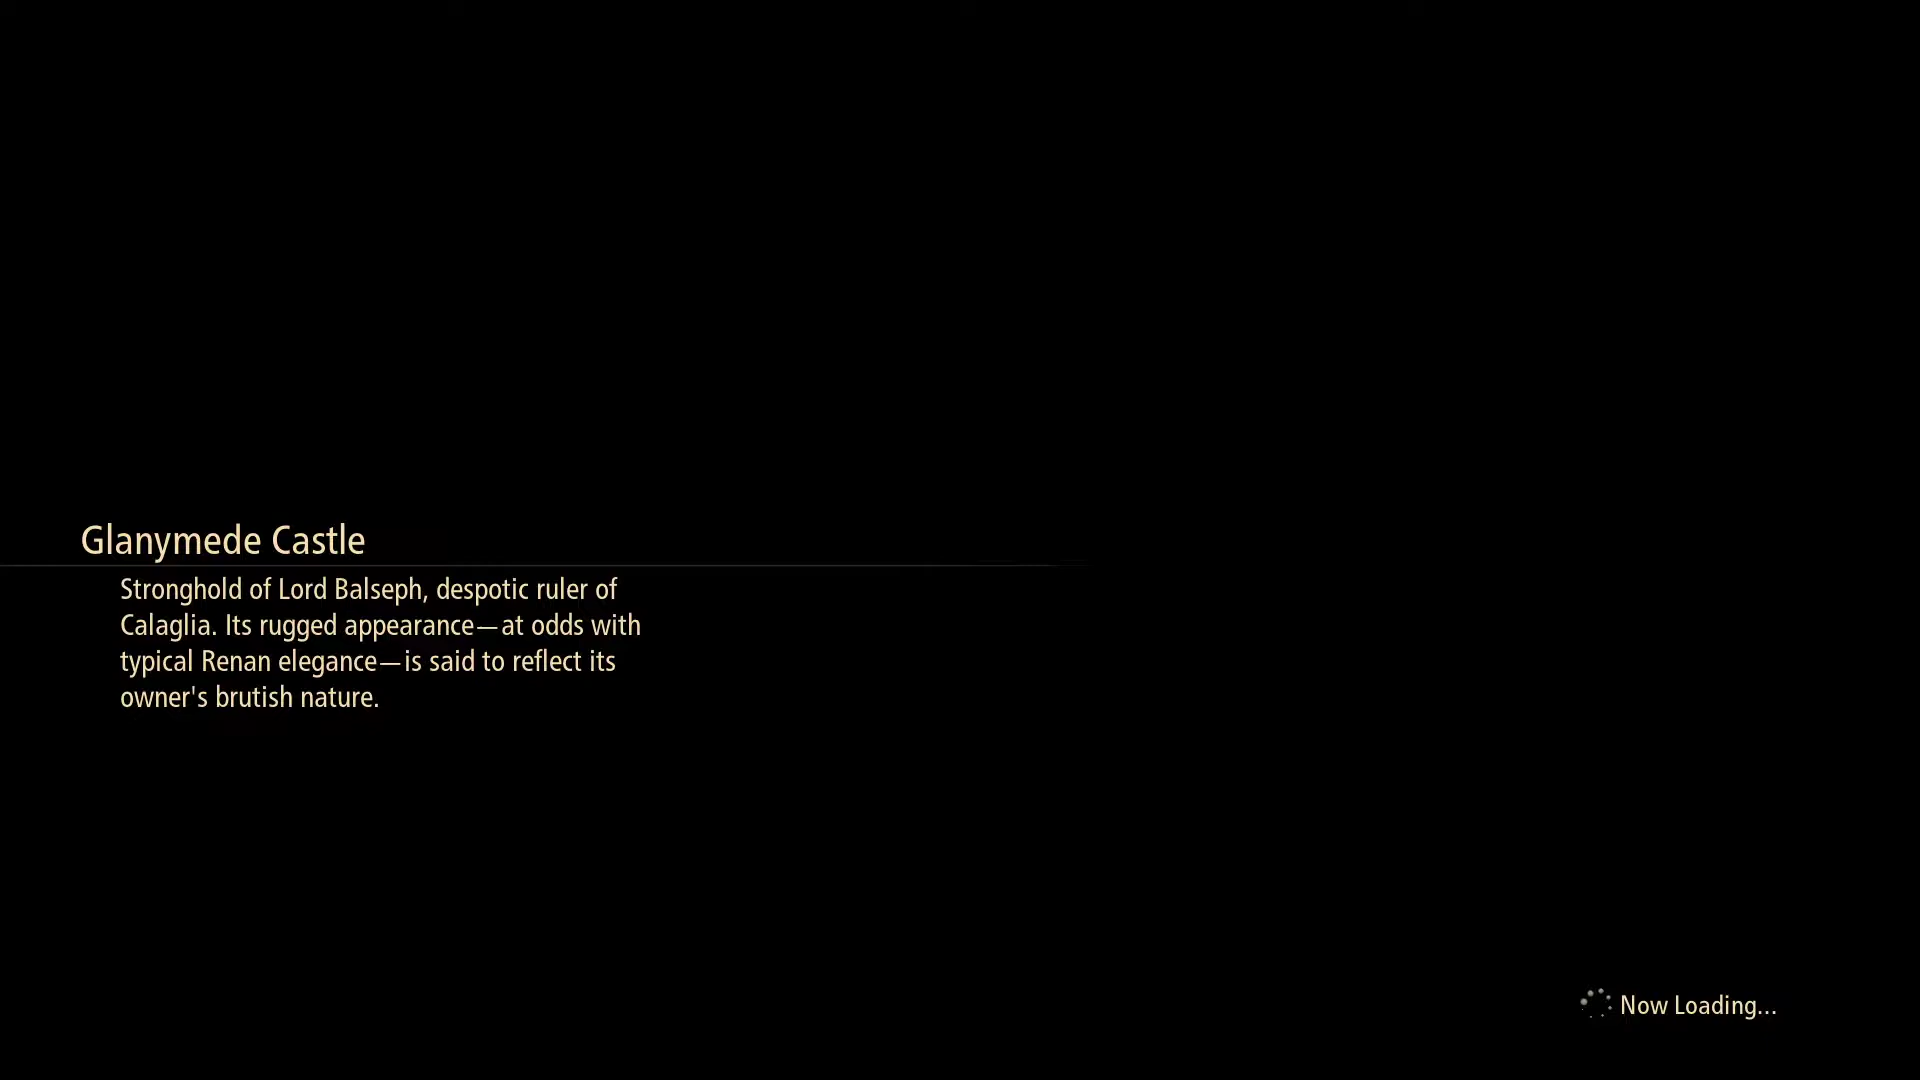 Glanymede Castle
Stronghold of Lord Balseph, despotic ruler of
Calaglia. Its rugged appearance—at odds with
typical Renan elegance—is said to reflect its
owner's brutish nature.
Now Loading...